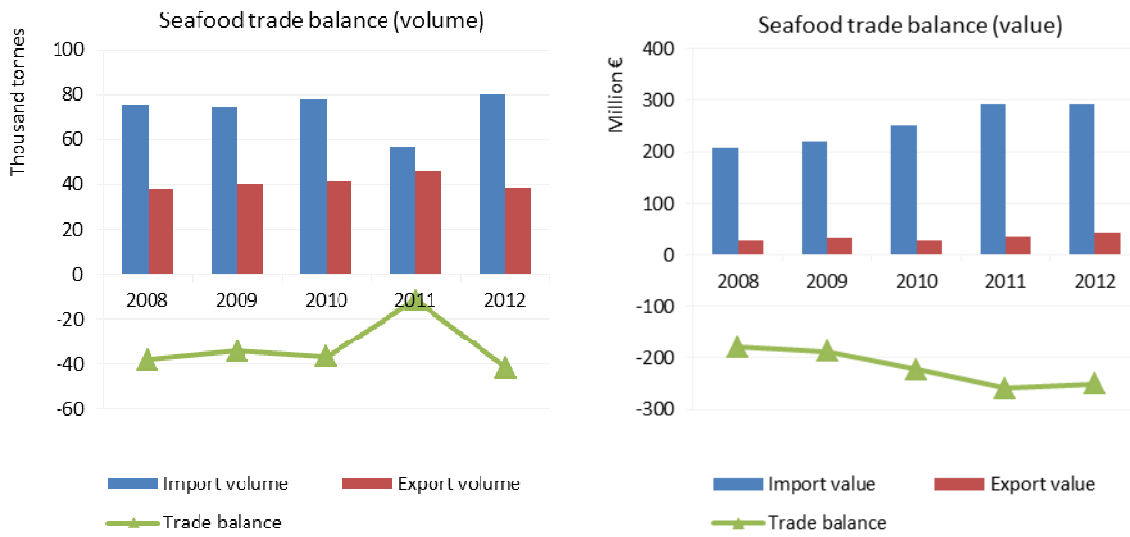 Seafood trade balance (volume)
Thousand tonnes
100
80
60
40
20
0
-20
-40
-60
2008 2009 2010 2011 2012
Import volume Export volume
Trade balance
Seafood trade balance (value)
Million €
400
300
200
100
0
-100
-200
-300
2008 2009 2010 2011 2012
Import value Export value
Trade balance